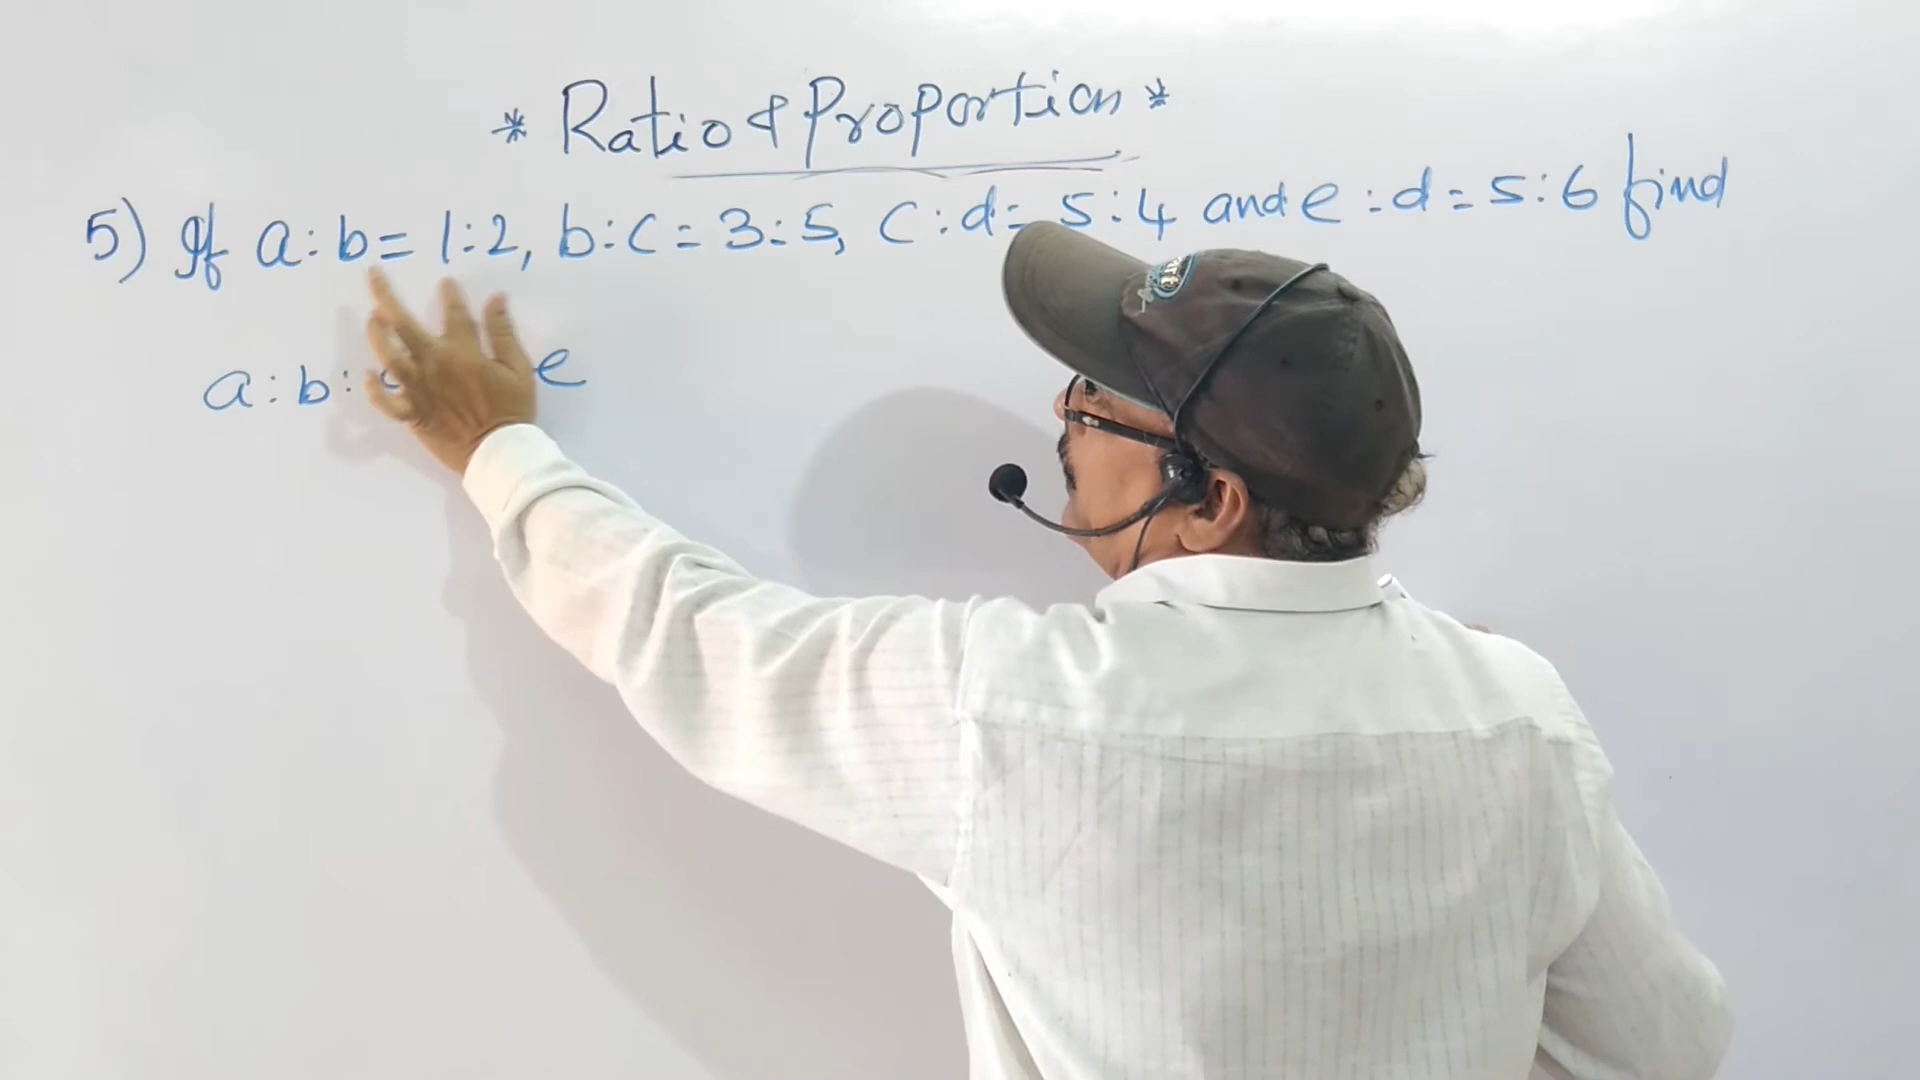 * Ratio & Proportion *
5) If a:b=1:2, b:c=3:5, c:d=5:4 and e:d=5:6 find
a:b: e